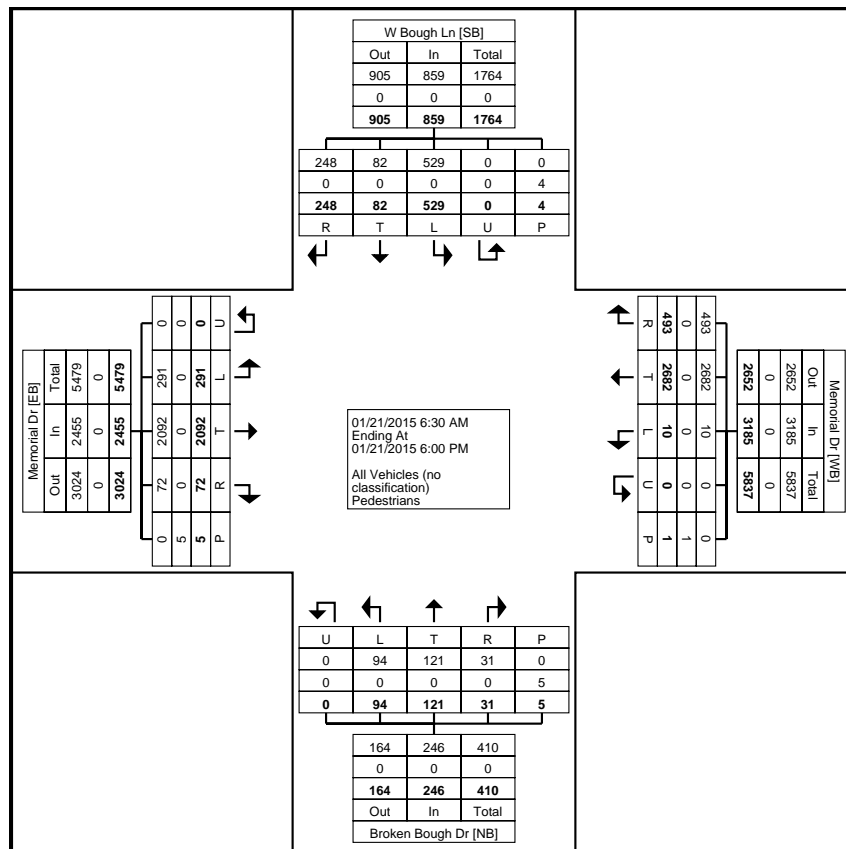 W Bough Ln [SB]
Out In Total
905 859 1764
0 0 0
905 859 1764
248 82 529 0 0
0 0 0 0 4
248 82 529 0 4
R T L U P
Memorial Dr [EB]
Total In Out
5479 2455 3024
0 0 0
5479 2455 3024
0 291 2092 72 0
0 0 0 0 5
0 291 2092 72 5
U L T R P
01/21/2015 6:30 AM
Ending At
01/21/2015 6:00 PM
All Vehicles (no
classification)
Pedestrians
R T L U P
493 2682 10 0 1
0 0 0 0 1
493 2682 10 0 0
2652 3185 5837
0 0 0
2652 3185 5837
Out In Total
Memorial Dr [WB]
U L T R P
0 94 121 31 0
0 0 0 0 5
0 94 121 31 5
164 246 410
0 0 0
164 246 410
Out In Total
Broken Bough Dr [NB]